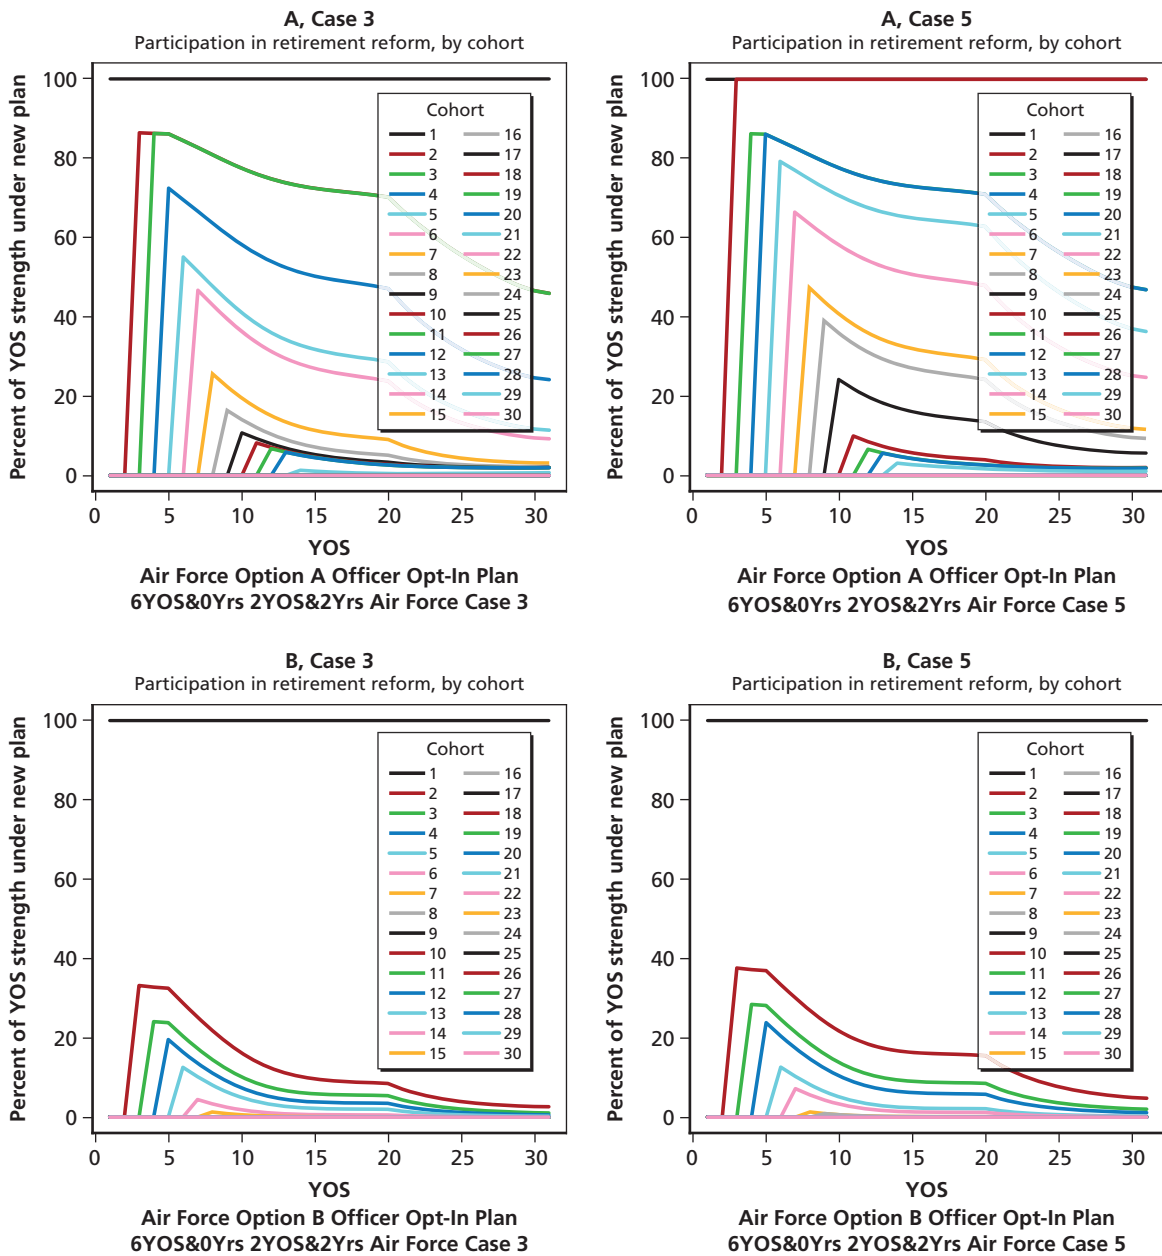 A, Case 3
Participation in retirement reform, by cohort
Percent of YOS strength under new plan
100
80
60
40
20
0
Cohort
1 16
2 17
3 18
4 19
5 20
6 21
7 22
8 23
9 24
10 25
11 26
12 27
13 28
14 29
15 30
0 5 10 15 20 25 30
YOS
Air Force Option A Officer Opt-In Plan
6YOS&0Yrs 2YOS&2Yrs Air Force Case 3
A, Case 5
Participation in retirement reform, by cohort
Percent of YOS strength under new plan
100
80
60
40
20
0
Cohort
1 16
2 17
3 18
4 19
5 20
6 21
7 22
8 23
9 24
10 25
11 26
12 27
13 28
14 29
15 30
0 5 10 15 20 25 30
YOS
Air Force Option A Officer Opt-In Plan
6YOS&0Yrs 2YOS&2Yrs Air Force Case 5
B, Case 3
Participation in retirement reform, by cohort
Percent of YOS strength under new plan
100
80
60
40
20
0
Cohort
1 16
2 17
3 18
4 19
5 20
6 21
7 22
8 23
9 24
10 25
11 26
12 27
13 28
14 29
15 30
0 5 10 15 20 25 30
YOS
Air Force Option B Officer Opt-In Plan
6YOS&0Yrs 2YOS&2Yrs Air Force Case 3
B, Case 5
Participation in retirement reform, by cohort
Percent of YOS strength under new plan
100
80
60
40
20
0
Cohort
1 16
2 17
3 18
4 19
5 20
6 21
7 22
8 23
9 24
10 25
11 26
12 27
13 28
14 29
15 30
0 5 10 15 20 25 30
YOS
Air Force Option B Officer Opt-In Plan
6YOS&0Yrs 2YOS&2Yrs Air Force Case 5